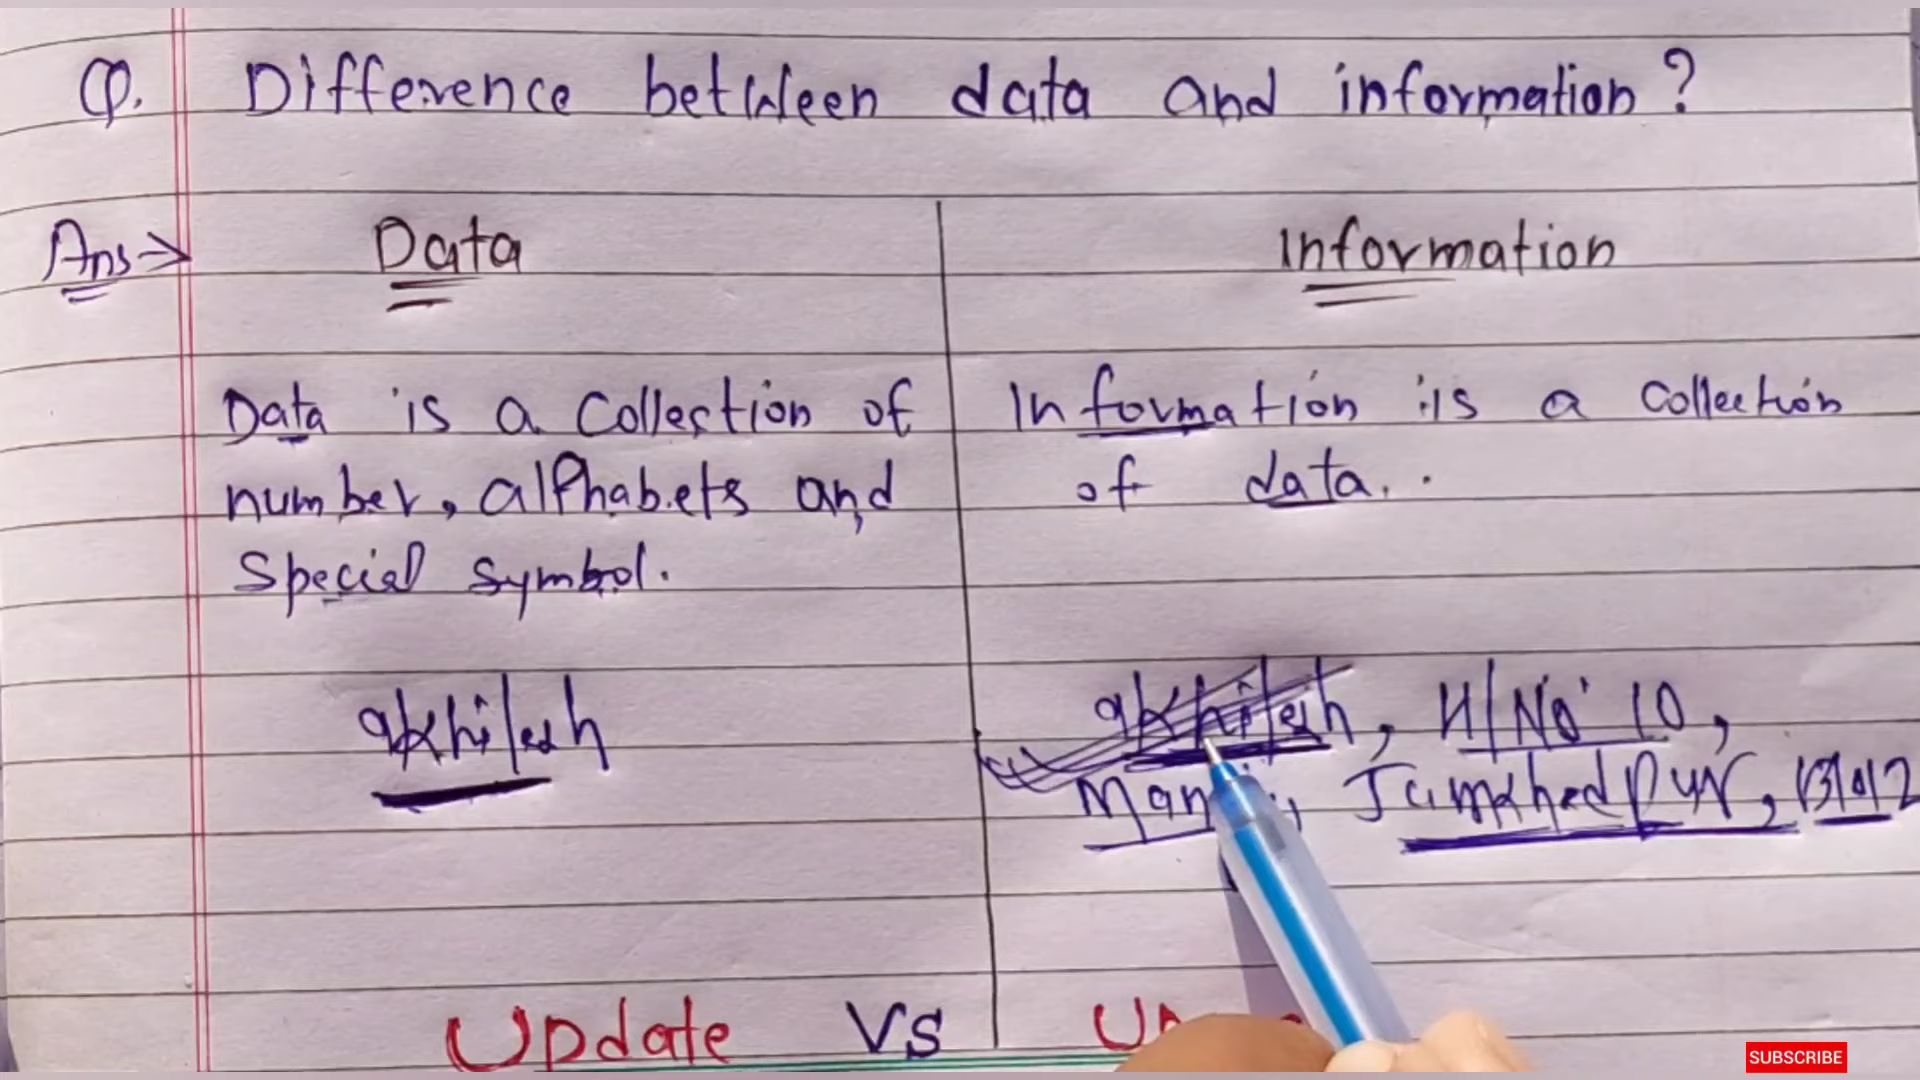 Q. Difference between data and information?
Ans→ Data Information
Data is a collection of
number, alphabets and
special symbol.
Information is a collection
of data.
akhilesh
akhilesh, H/No 10,
Jamshedpur,
Update VS
SUBSCRIBE